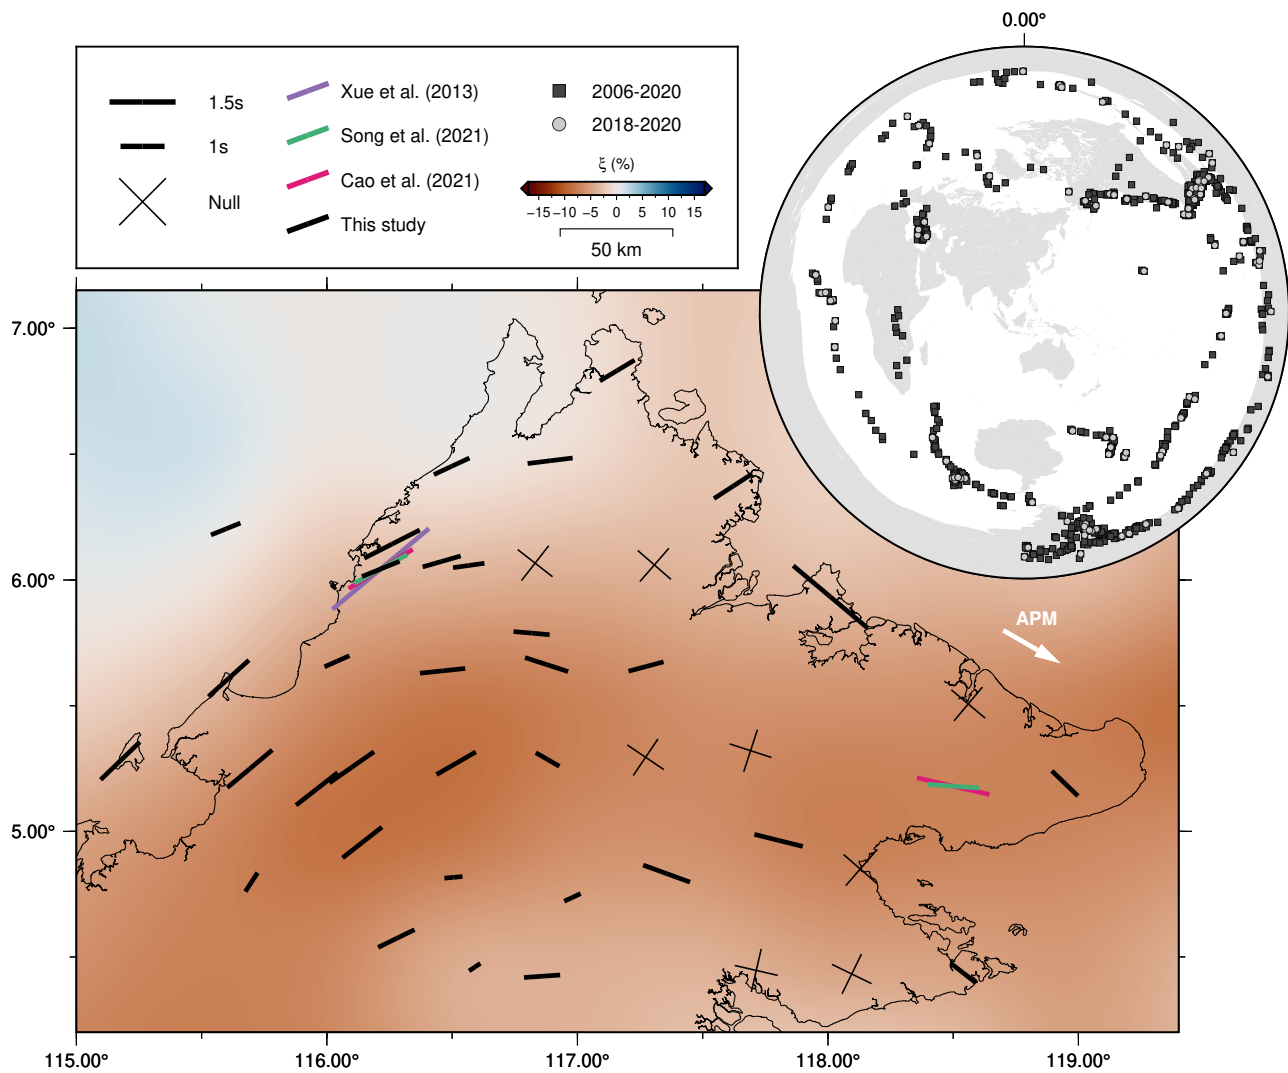 0.00°
1.5s
1s
Null
Xue et al. (2013)
Song et al. (2021)
Cao et al. (2021)
This study
2006-2020
2018-2020
ξ (%)
−15 −10 −5 0 5 10 15
50 km
7.00°
6.00°
5.00°
APM
115.00° 116.00° 117.00° 118.00° 119.00°